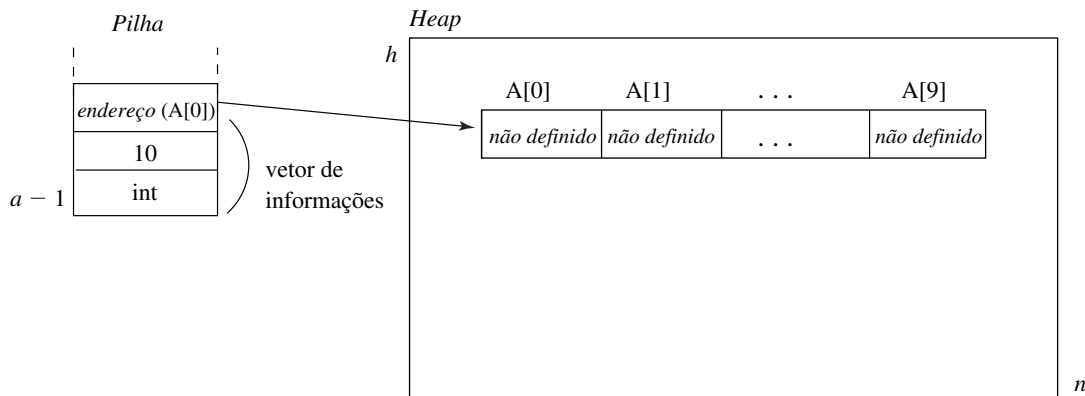 Pilha
Heap
h
endereço (A[0])
10
int
a − 1
vetor de
informações
A[0] A[1] . . . A[9]
não definido não definido . . . não definido
n